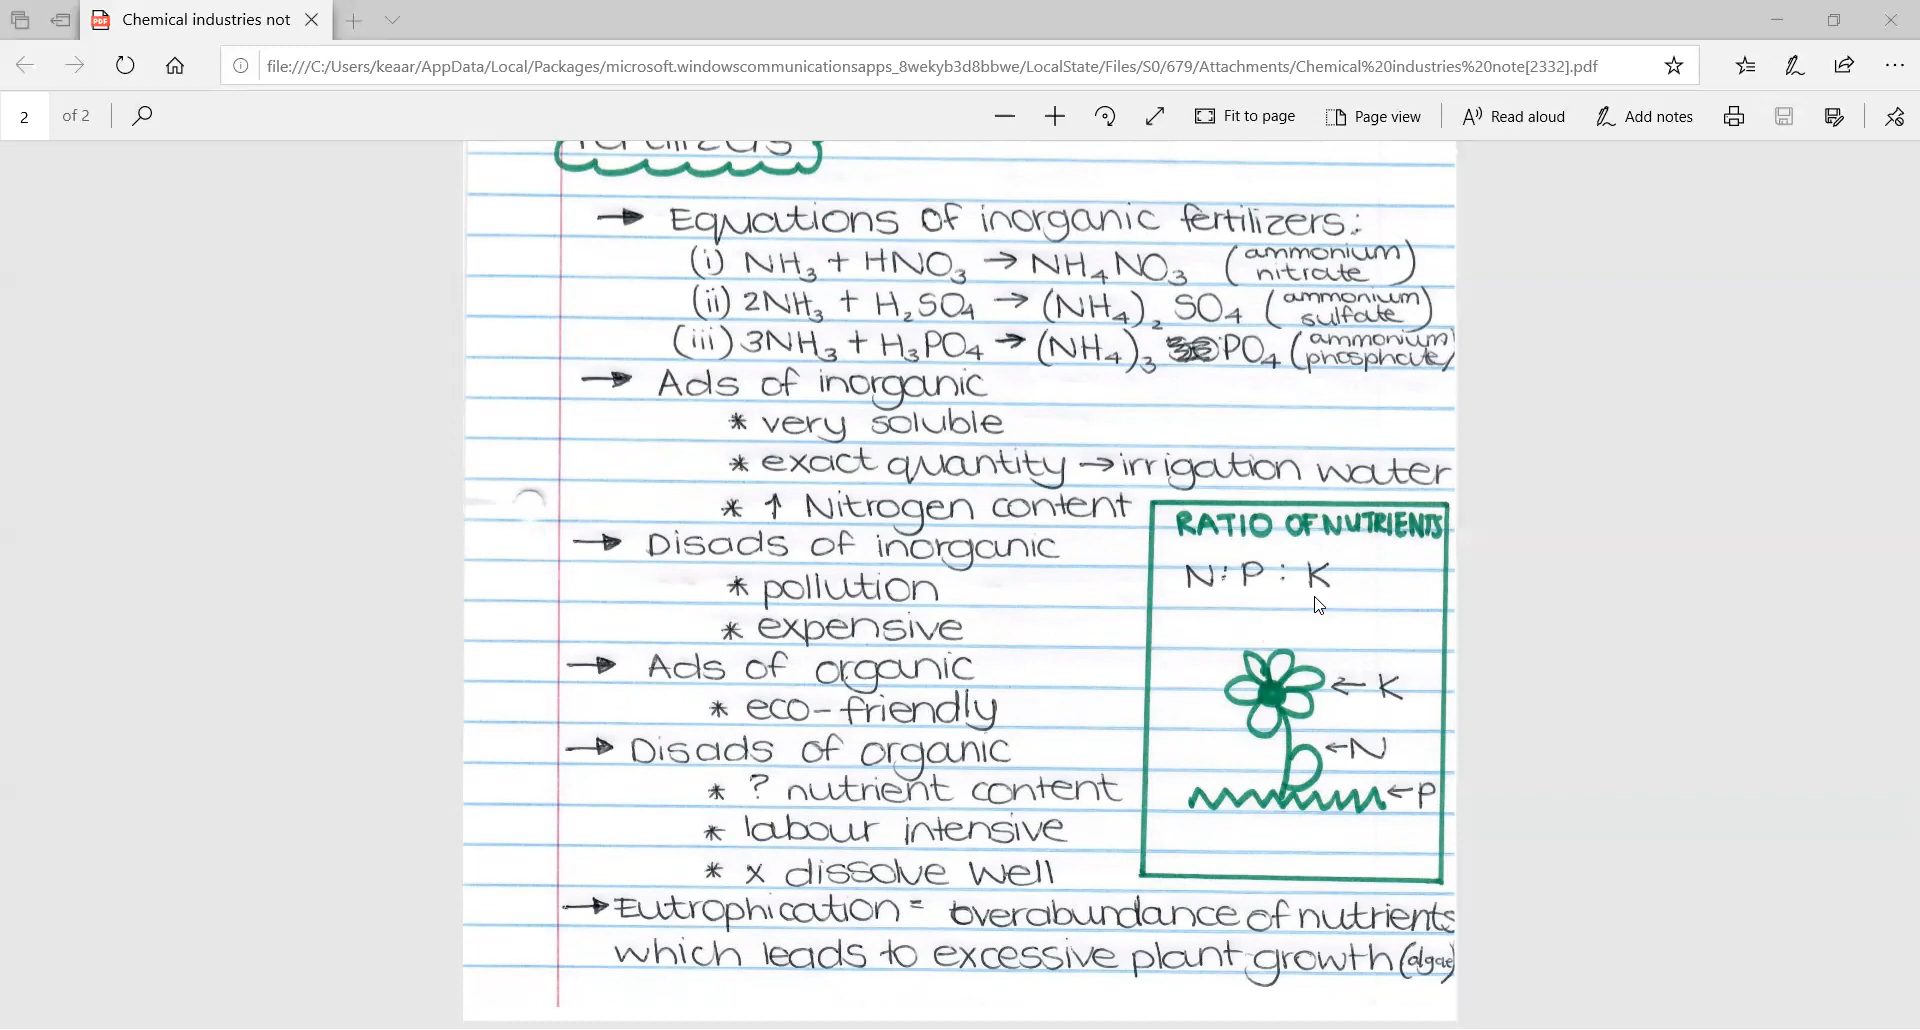 Chemical industries not
file:///C:/Users/keaar/AppData/Local/Packages/microsoft.windowscommunicationsapps_8wekyb3d8bbwe/LocalState/Files/S0/679/Attachments/Chemical%20industries%20note[2332].pdf
2 of 2 Fit to page Page view Read aloud Add notes
fertilizers
→ Equations of inorganic fertilizers:
(i) NH₃ + HNO₃ → NH₄NO₃ (ammonium nitrate)
(ii) 2NH₃ + H₂SO₄ → (NH₄)₂ SO₄ (ammonium sulfate)
(iii) 3NH₃ + H₃PO₄ → (NH₄)₃ PO₄ (ammonium phosphate)
→ Ads of inorganic
* very soluble
* exact quantity → irrigation water
* ↑ Nitrogen content
→ Disads of inorganic
* pollution
* expensive
→ Ads of organic
* eco-friendly
→ Disads of organic
* ? nutrient content
* labour intensive
* x dissolve well
→ Eutrophication = overabundance of nutrients
which leads to excessive plant growth (algae)
RATIO OF NUTRIENTS
N : P : K
← K
← N
← P